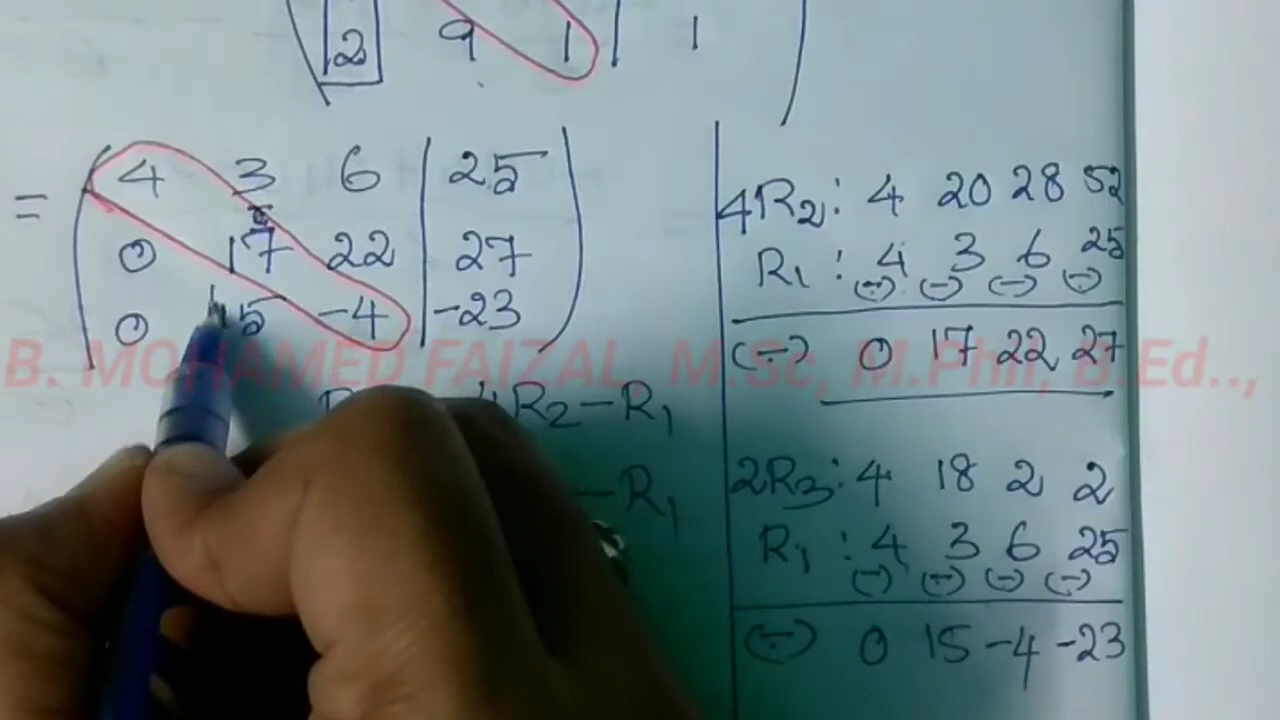 2 9 1 | 1
= ( 4 3 6 | 25 )
0 17 22 | 27
0 15 -4 | -23
4R2 - R1
- R1
4R2 : 4 20 28 52
R1 : 4 3 6 25
(-) (-) (-) (-)
(-) 0 17 22 27
2R3 : 4 18 2 2
R1 : 4 3 6 25
(-) (-) (-) (-)
(-) 0 15 -4 -23
B. MOHAMED FAIZAL, M.Sc, M.Phil, B.Ed..,